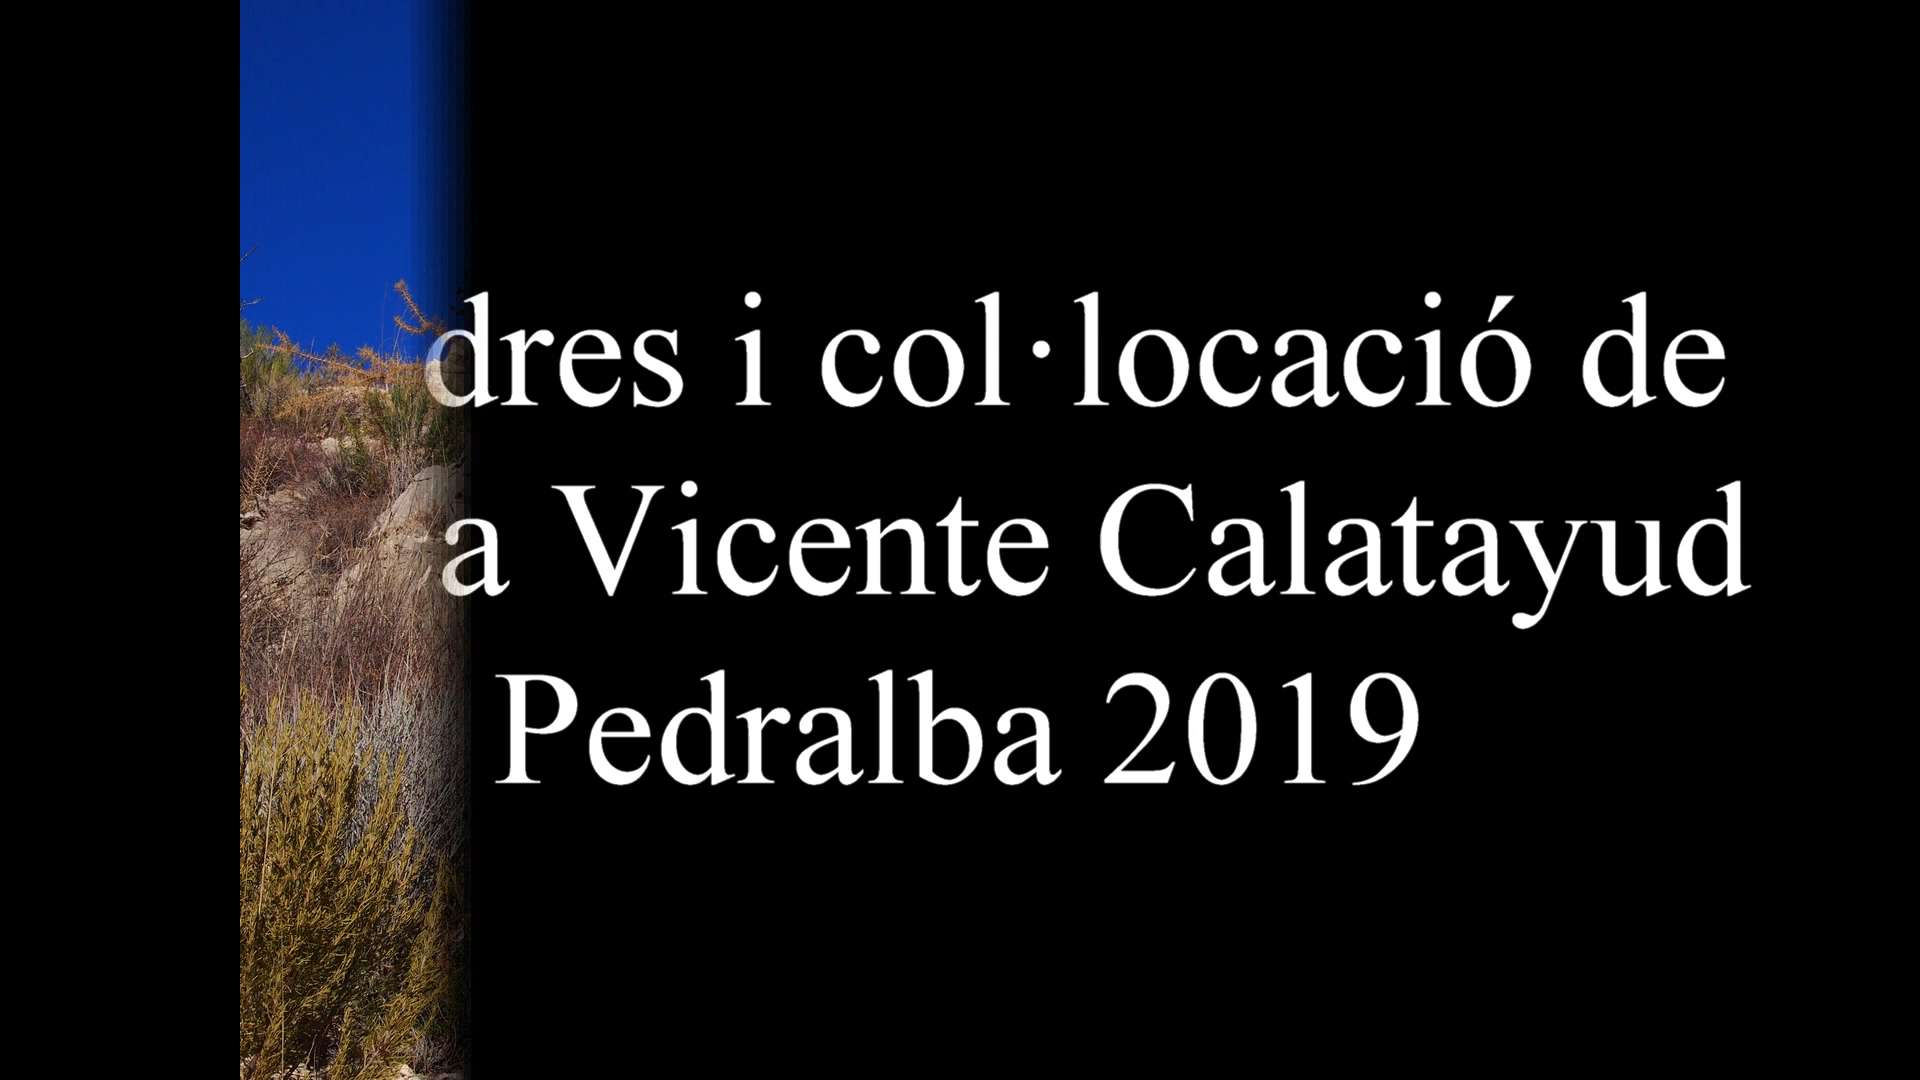 dres i col·locació de
a Vicente Calatayud
Pedralba 2019